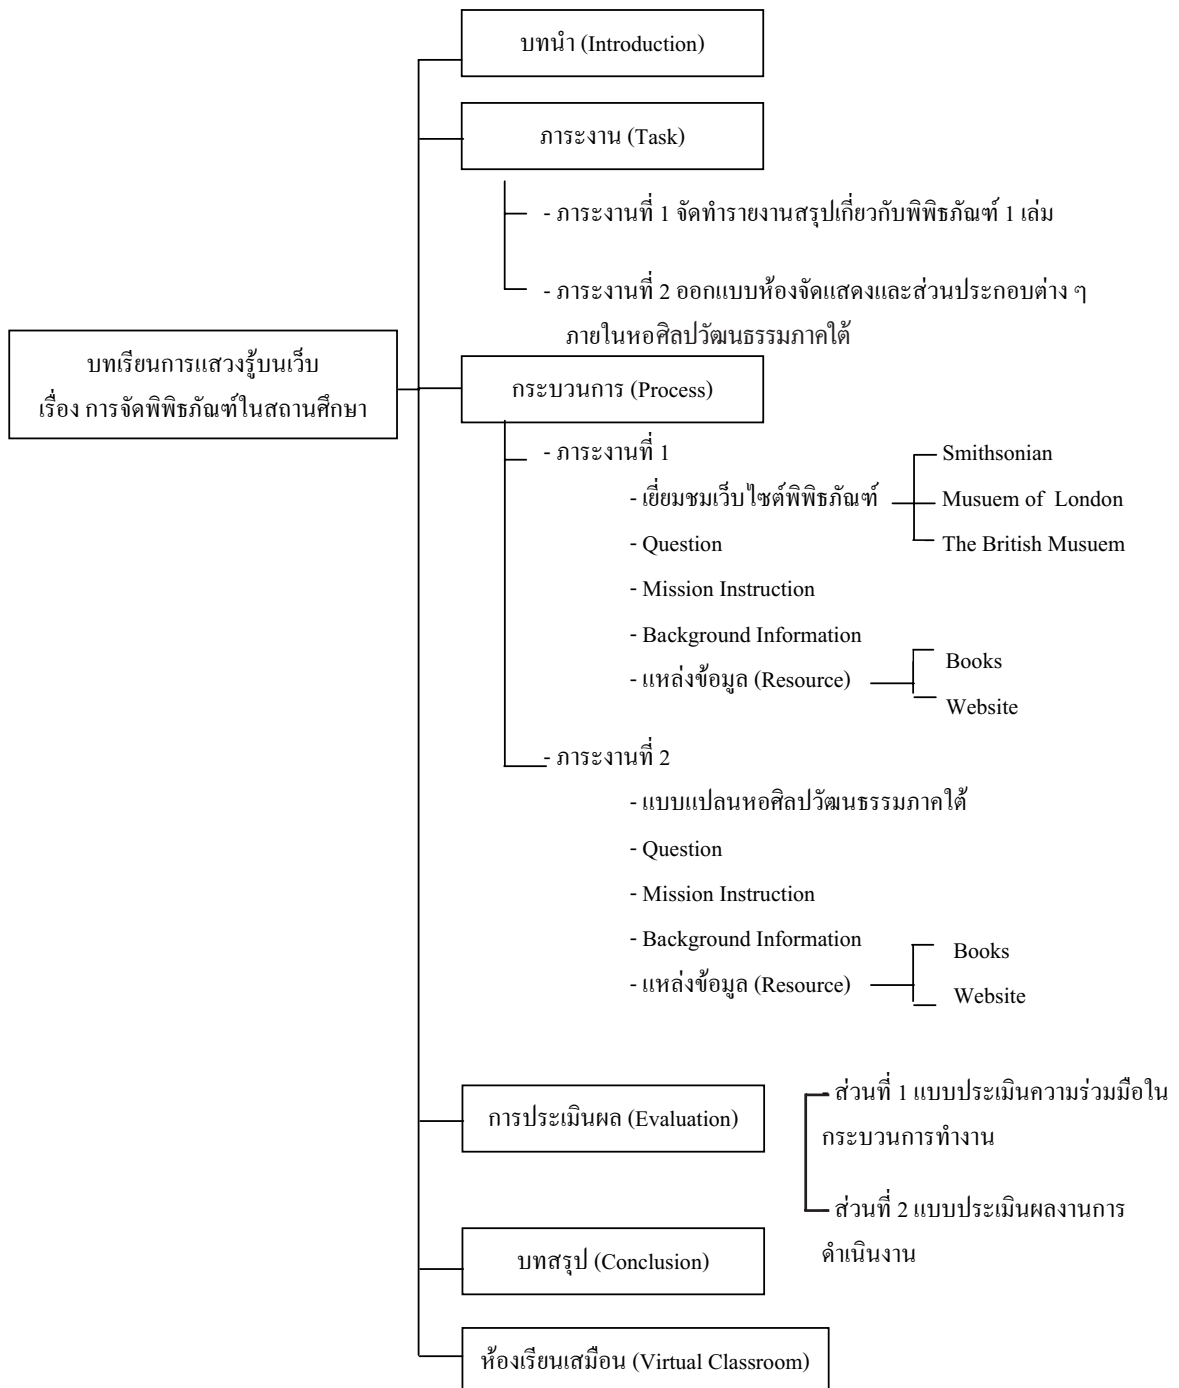 บทนำ (Introduction)
ภาระงาน (Task)
- ภาระงานที่ 1 จัดทำรายงานสรุปเกี่ยวกับพิพิธภัณฑ์ 1 เล่ม
- ภาระงานที่ 2 ออกแบบห้องจัดแสดงและส่วนประกอบต่าง ๆ
ภายในหอศิลปวัฒนธรรมภาคใต้
บทเรียนการแสวงรู้บนเว็บ
เรื่อง การจัดพิพิธภัณฑ์ในสถานศึกษา
กระบวนการ (Process)
- ภาระงานที่ 1
- เยี่ยมชมเว็บไซต์พิพิธภัณฑ์
Smithsonian
Musuem of London
The British Musuem
- Question
- Mission Instruction
- Background Information
- แหล่งข้อมูล (Resource)
Books
Website
- ภาระงานที่ 2
- แบบแปลนหอศิลปวัฒนธรรมภาคใต้
- Question
- Mission Instruction
- Background Information
- แหล่งข้อมูล (Resource)
Books
Website
การประเมินผล (Evaluation)
- ส่วนที่ 1 แบบประเมินความร่วมมือใน
กระบวนการทำงาน
- ส่วนที่ 2 แบบประเมินผลงานการ
ดำเนินงาน
บทสรุป (Conclusion)
ห้องเรียนเสมือน (Virtual Classroom)